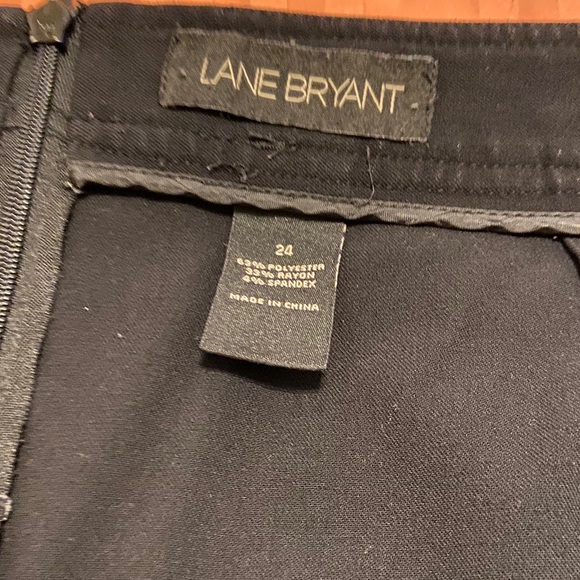 LANE BRYANT
24
63% POLYESTER
33% RAYON
4% SPANDEX
MADE IN CHINA